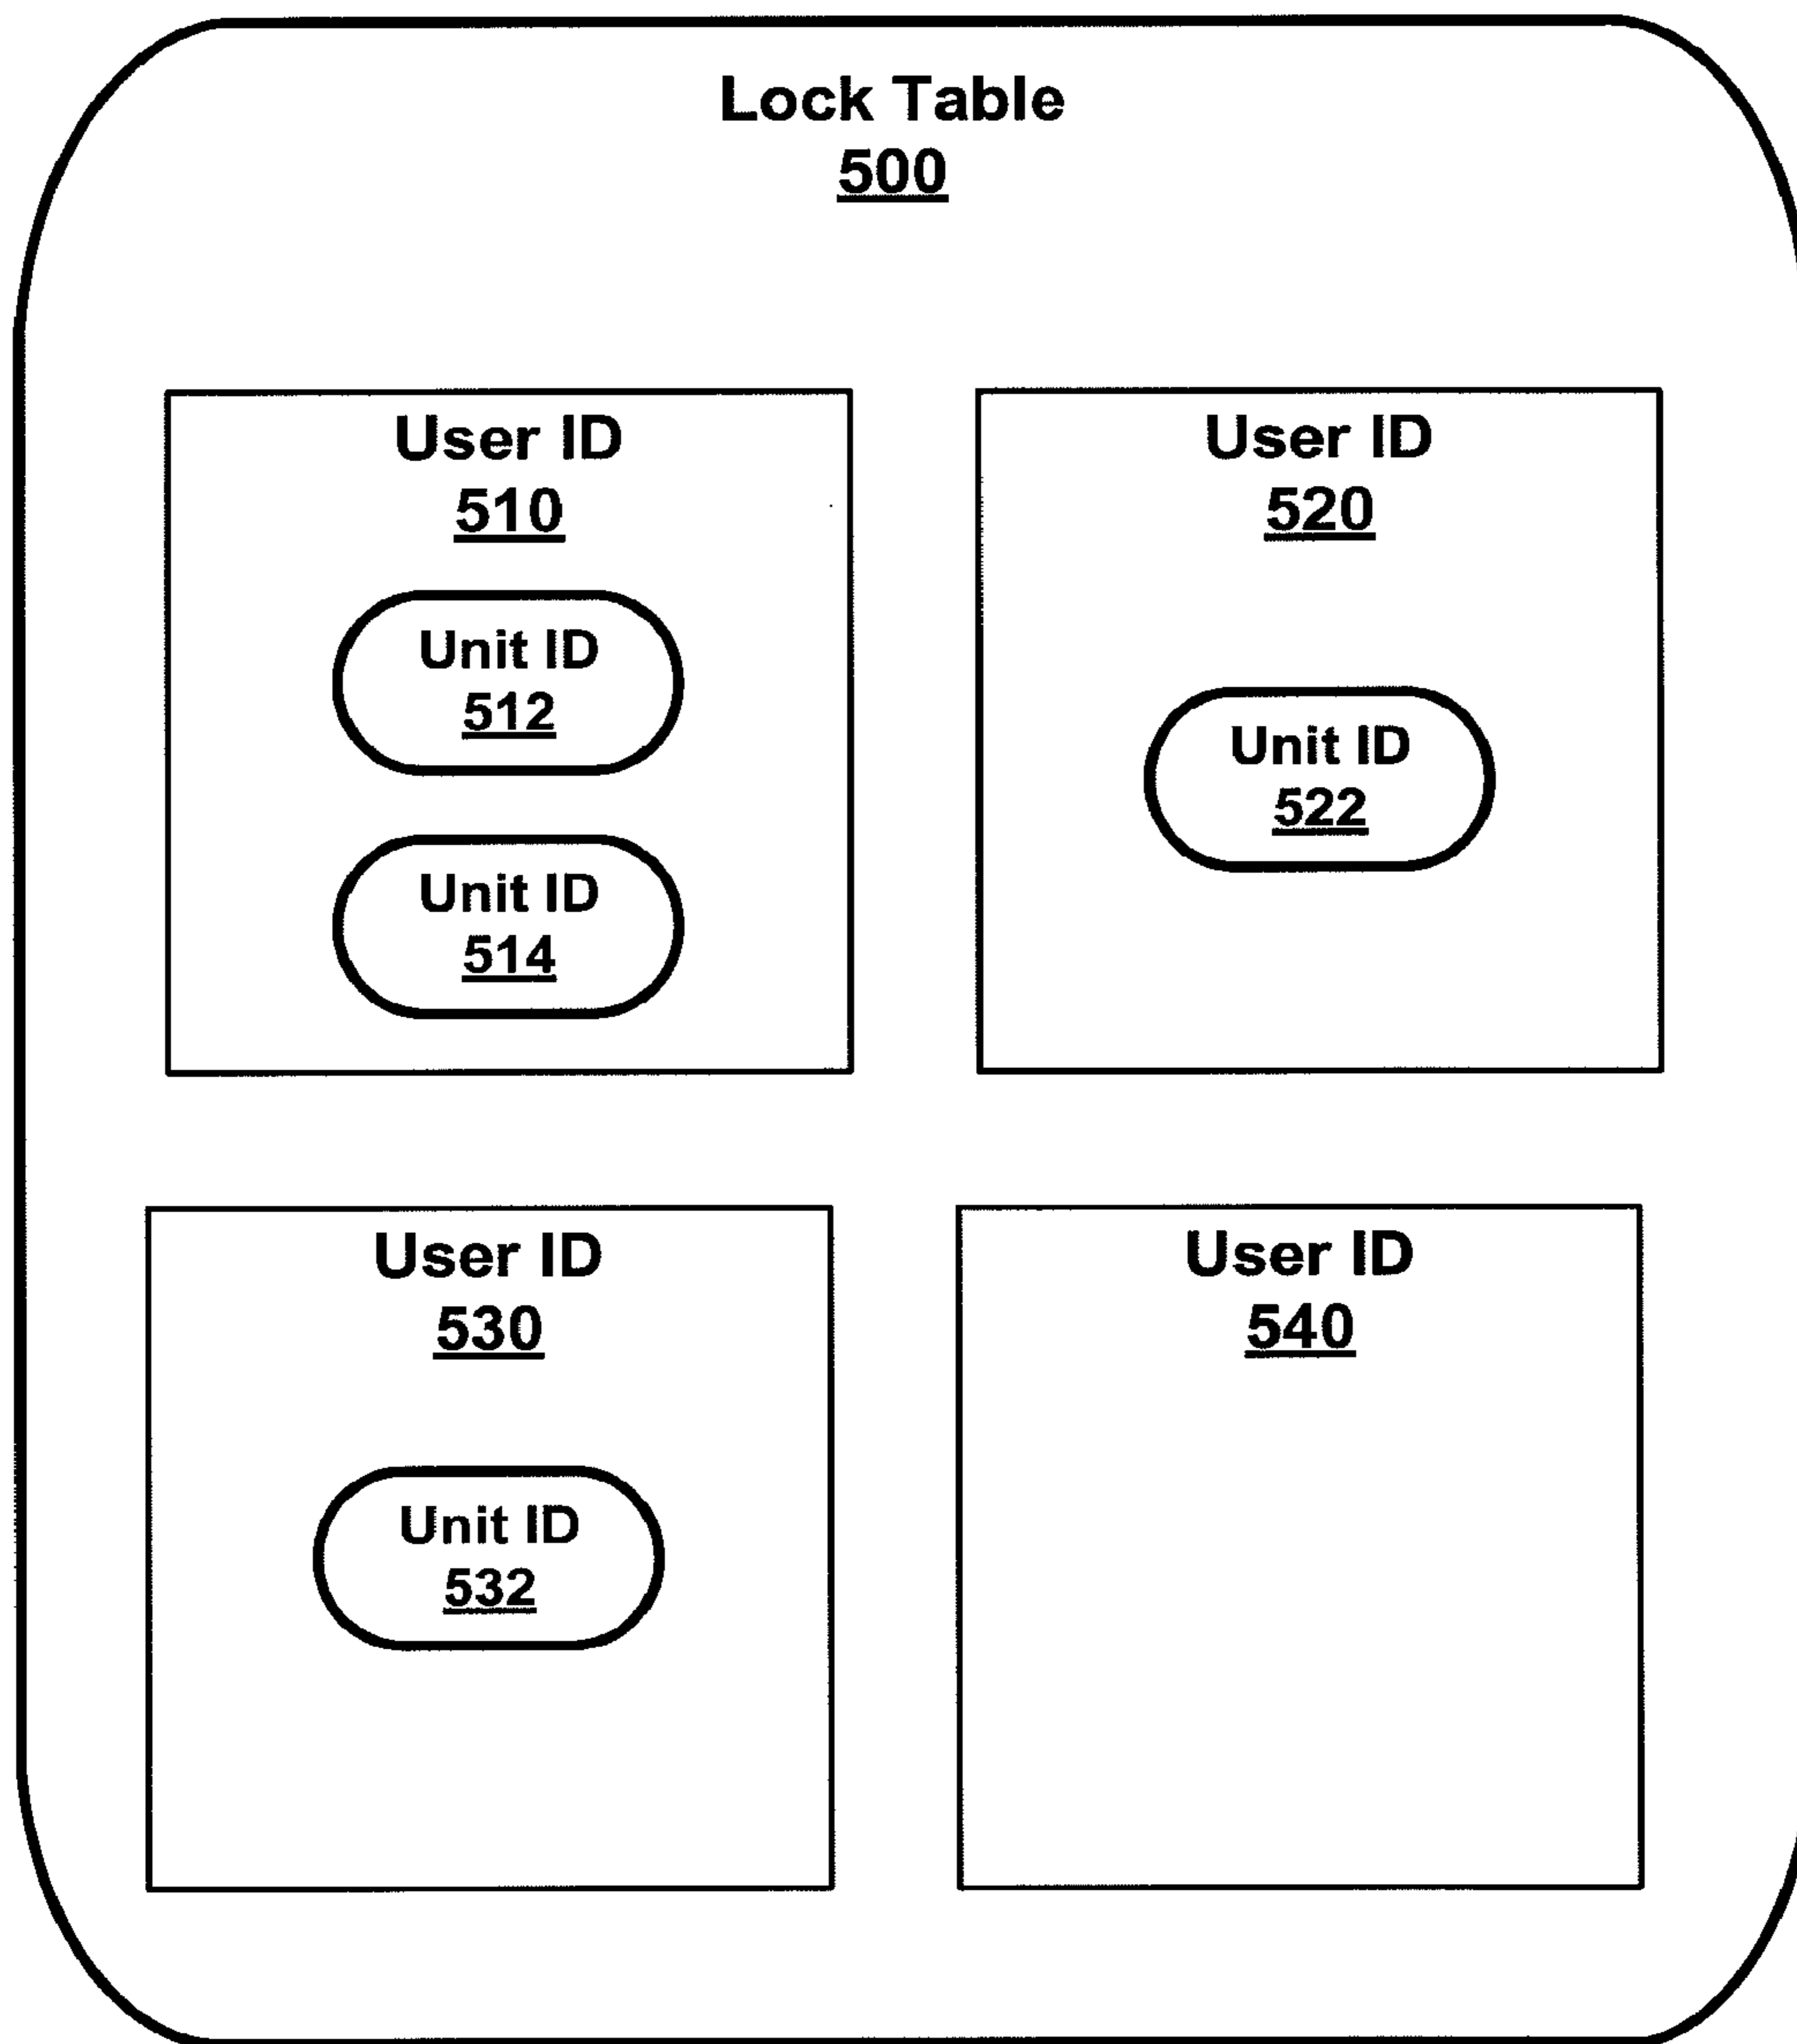 Lock Table
500
User ID
510
Unit ID
512
Unit ID
514
User ID
520
Unit ID
522
User ID
530
Unit ID
532
User ID
540